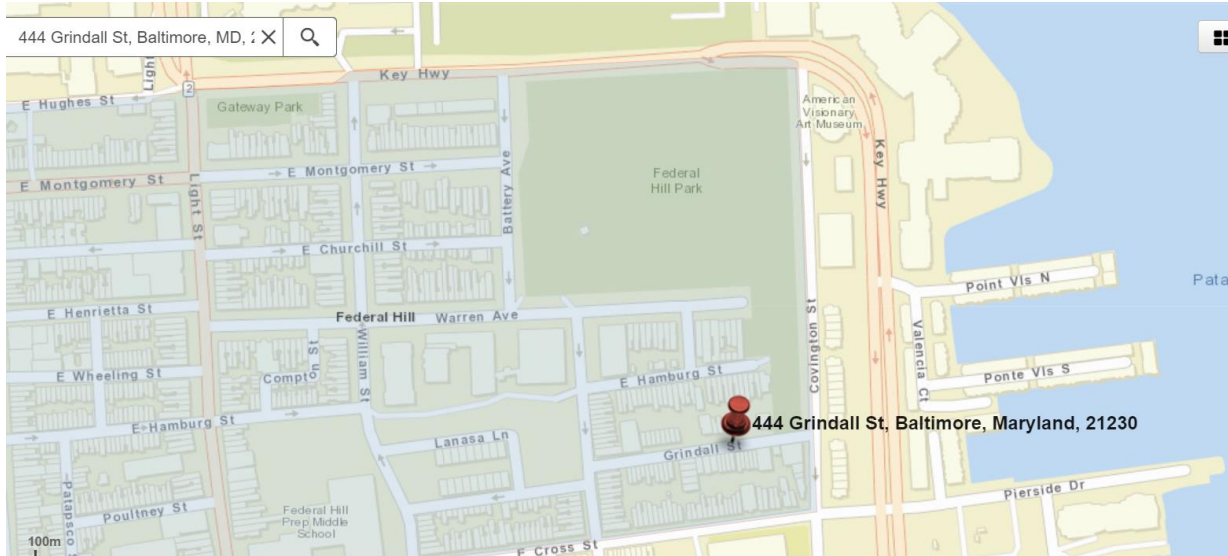 444 Grindall St, Baltimore, MD,
Light
2
Key Hwy
E Hughes St
Gateway Park
American
Visionary
Art Museum
E Montgomery St
E Montgomery St
Light St
Battery Ave
Federal
Hill Park
Key Hwy
E Churchill St
Point Vis N
Pata
E Henrietta St
Federal Hill
Warren Ave
Covington St
Valencia Ct
William St
Compton St
E Wheeling St
E Hamburg St
Ponte Vis S
E Hamburg St
444 Grindall St, Baltimore, Maryland, 21230
Lanasa Ln
Grindall St
Patapsco
Poultney St
Federal Hill
Prep Middle
School
Pierside Dr
100m
E Cross St